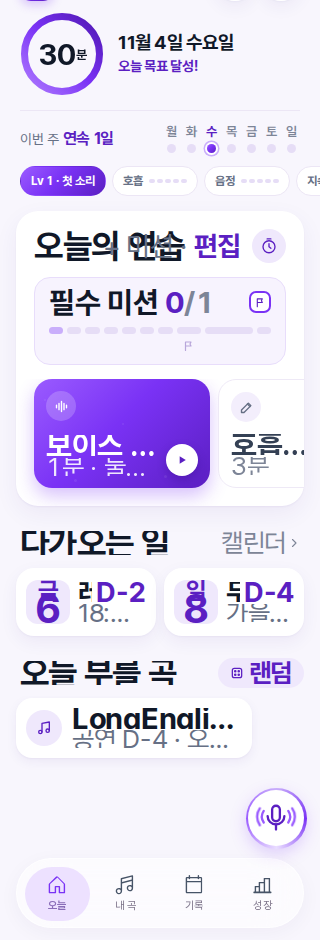 30분
11월 4일 수요일
오늘 목표 달성!
이번 주 연속 1일
월 화 수 목 금 토 일
Lv 1 · 첫 소리
호흡
음정
오늘의 연습
편집
필수 미션 0/1
보이스 ...
1분 · 눌...
호흡...
3분
다가오는 일
캘린더
금
6
D-2
18:...
일
8
D-4
가을...
오늘 부를 곡
랜덤
LongEngli...
공연 D-4 · 오...
오늘 내 곡 기록 성장